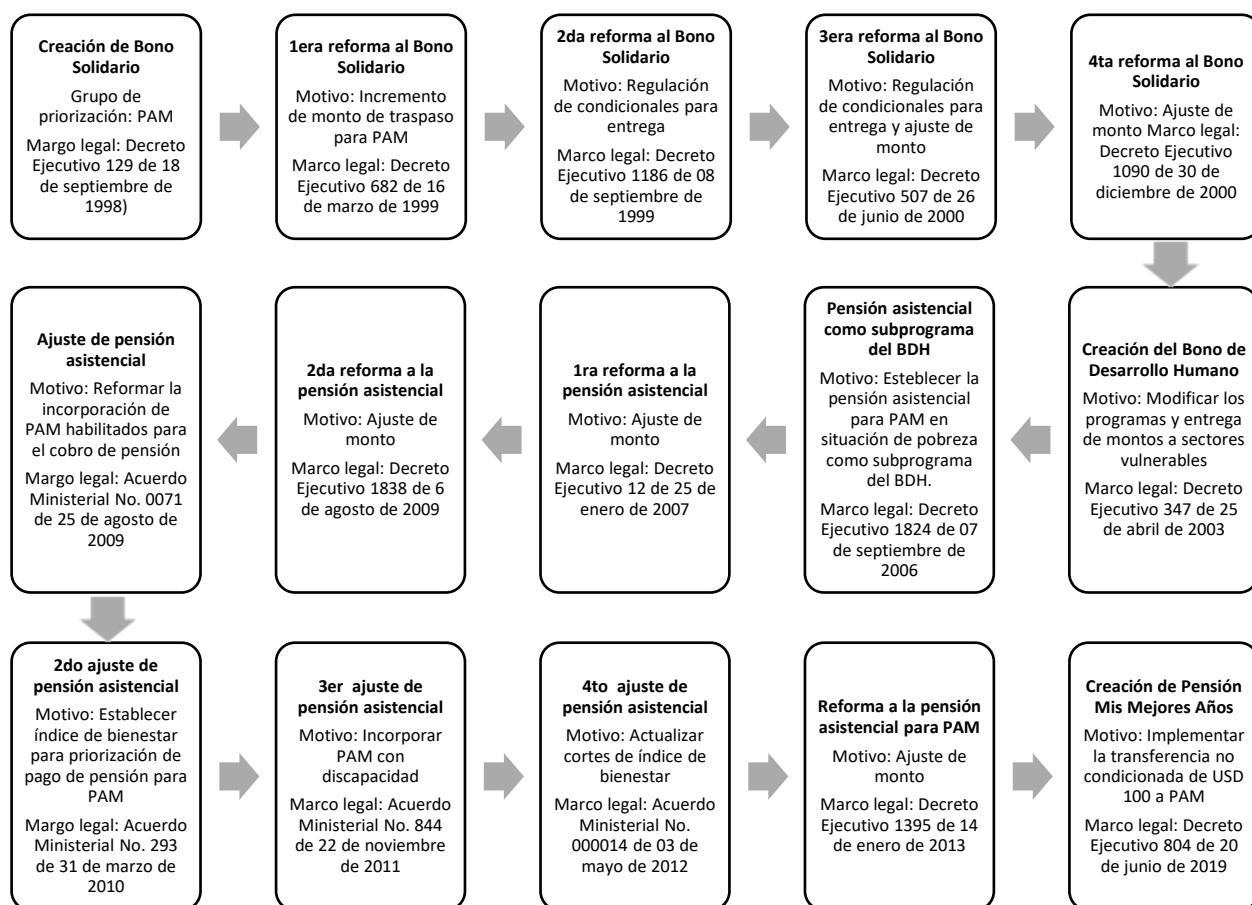 Creación de Bono
Solidario
Grupo de
priorización: PAM
Margo legal: Decreto
Ejecutivo 129 de 18
de septiembre de
1998)
1era reforma al Bono
Solidario
Motivo: Incremento
de monto de traspaso
para PAM
Marco legal: Decreto
Ejecutivo 682 de 16
de marzo de 1999
2da reforma al Bono
Solidario
Motivo: Regulación
de condicionales para
entrega
Marco legal: Decreto
Ejecutivo 1186 de 08
de septiembre de
1999
3era reforma al Bono
Solidario
Motivo: Regulación
de condicionales para
entrega y ajuste de
monto
Marco legal: Decreto
Ejecutivo 507 de 26
de junio de 2000
4ta reforma al Bono
Solidario
Motivo: Ajuste de
monto Marco legal:
Decreto Ejecutivo
1090 de 30 de
diciembre de 2000
Creación del Bono de
Desarrollo Humano
Motivo: Modificar los
programas y entrega
de montos a sectores
vulnerables
Marco legal: Decreto
Ejecutivo 347 de 25
de abril de 2003
Pensión asistencial
como subprograma
del BDH
Motivo: Esteblecer la
pensión asistencial
para PAM en
situación de pobreza
como subprograma
del BDH.
Marco legal: Decreto
Ejecutivo 1824 de 07
de septiembre de
2006
1ra reforma a la
pensión asistencial
Motivo: Ajuste de
monto
Marco legal: Decreto
Ejecutivo 12 de 25 de
enero de 2007
2da reforma a la
pensión asistencial
Motivo: Ajuste de
monto
Marco legal: Decreto
Ejecutivo 1838 de 6
de agosto de 2009
Ajuste de pensión
asistencial
Motivo: Reformar la
incorporación de
PAM habilitados para
el cobro de pensión
Margo legal: Acuerdo
Ministerial No. 0071
de 25 de agosto de
2009
2do ajuste de
pensión asistencial
Motivo: Establecer
índice de bienestar
para priorización de
pago de pensión para
PAM
Margo legal: Acuerdo
Ministerial No. 293
de 31 de marzo de
2010
3er  ajuste de
pensión asistencial
Motivo: Incorporar
PAM con
discapacidad
Marco legal: Acuerdo
Ministerial No. 844
de 22 de noviembre
de 2011
4to  ajuste de
pensión asistencial
Motivo: Actualizar
cortes de índice de
bienestar
Marco legal: Acuerdo
Ministerial No.
000014 de 03 de
mayo de 2012
Reforma a la pensión
asistencial para PAM
Motivo: Ajuste de
monto
Marco legal: Decreto
Ejecutivo 1395 de 14
de enero de 2013
Creación de Pensión
Mis Mejores Años
Motivo: Implementar
la transferencia no
condicionada de USD
100 a PAM
Marco legal: Decreto
Ejecutivo 804 de 20
de junio de 2019